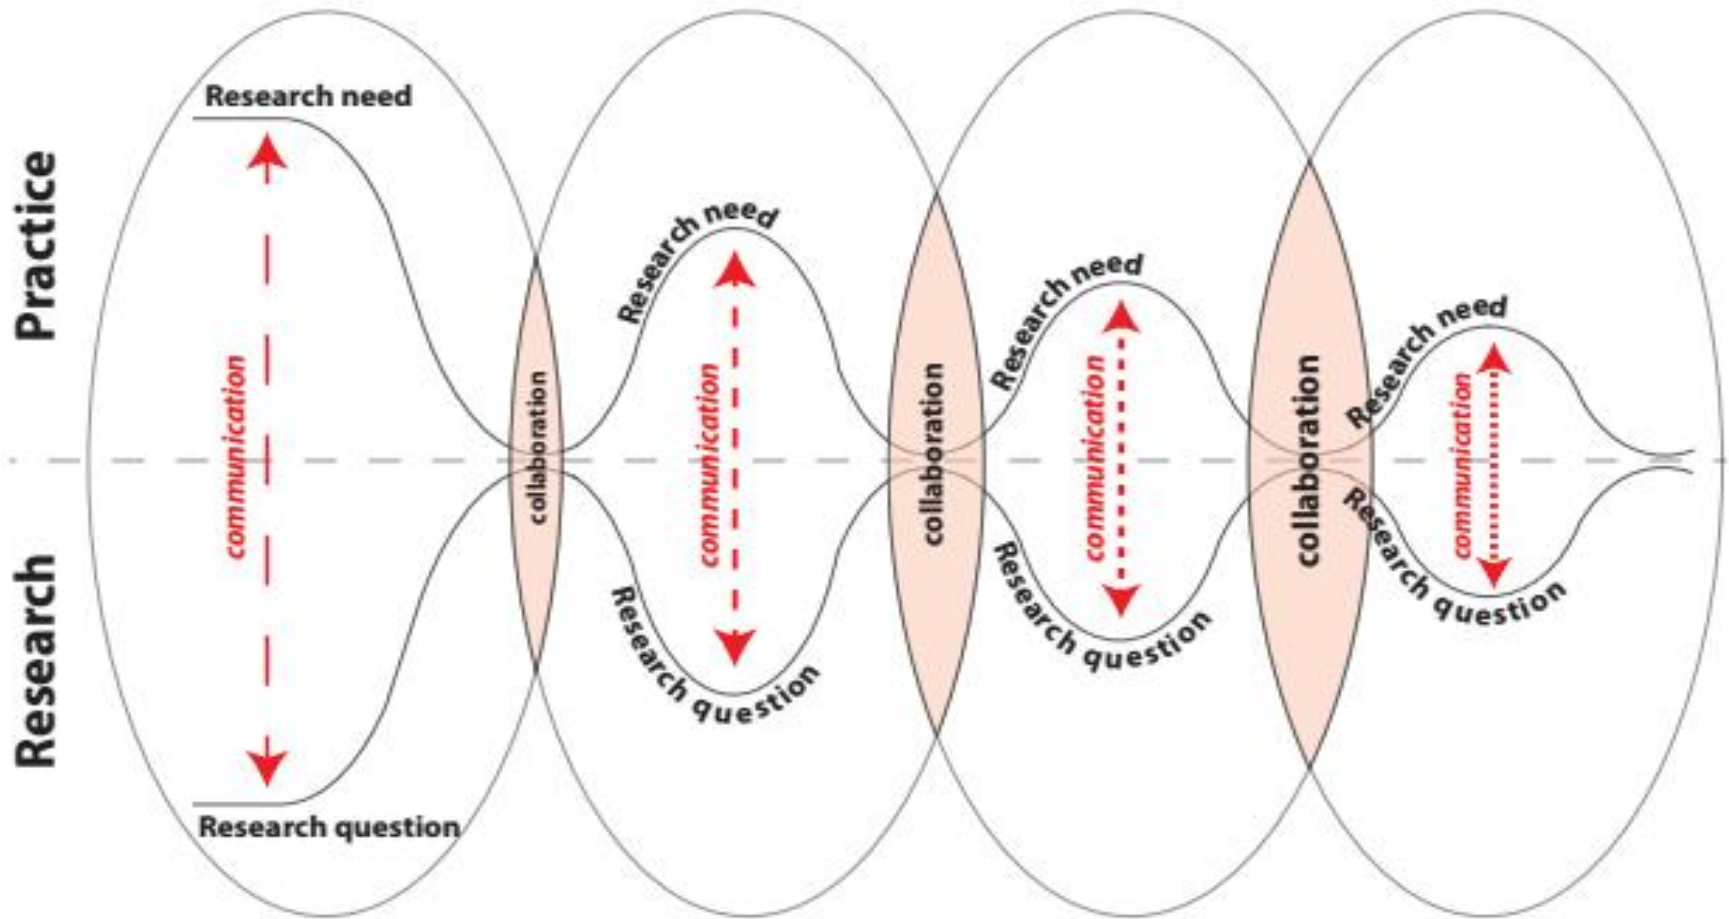 Practice
Research
Research need
communication
Research question
collaboration
Research need
communication
Research question
collaboration
Research need
communication
Research question
collaboration
Research need
communication
Research question